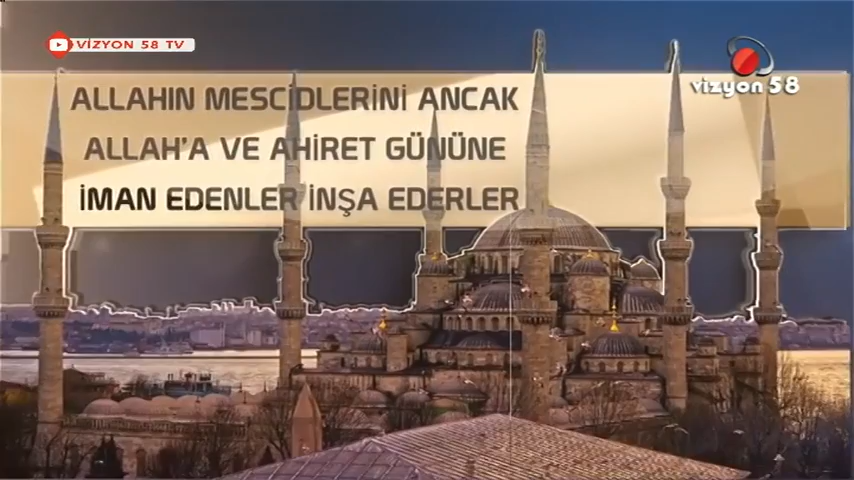 VİZYON 58 TV
vizyon 58
ALLAHIN MESCİDLERİNİ ANCAK
ALLAH'A VE AHİRET GÜNÜNE
İMAN EDENLER İNŞA EDERLER